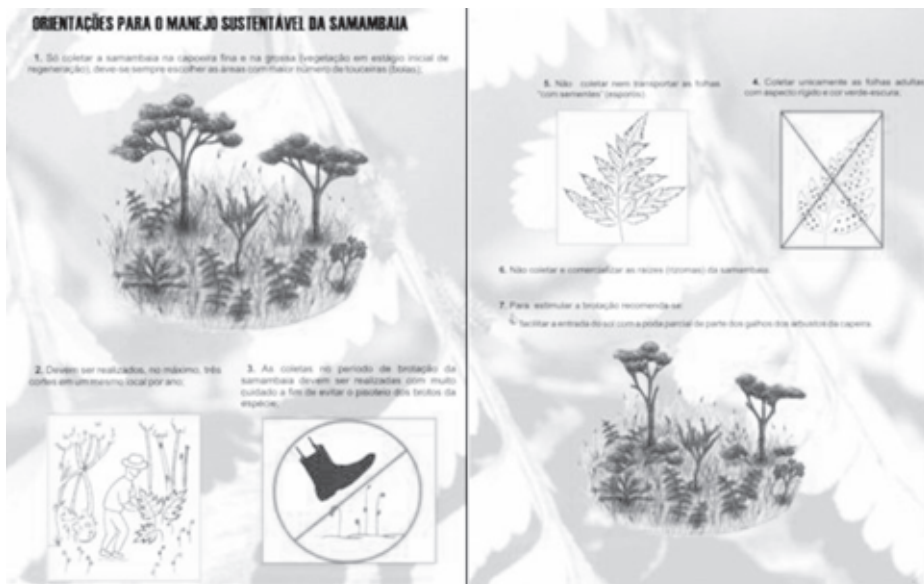 ORIENTAÇÕES PARA O MANEJO SUSTENTÁVEL DA SAMAMBAIA
1. Só coletar a samambaia na capoeira fina e na grossa (vegetação em estágio inicial de
regeneração), deve-se sempre escolher as áreas com maior número de touceiras (bolas);
2. Devem ser realizados, no máximo, três
cortes em um mesmo local por ano;
3. As coletas no período de brotação da
samambaia devem ser realizadas com muito
cuidado a fim de evitar o pisoteio dos brotos da
espécie;
5. Não coletar nem transportar as folhas
"com sementes" (esporos).
4. Coletar unicamente as folhas adultas
com aspecto rígido e cor verde-escura;
6. Não coletar e comercializar as raízes (rizomas) da samambaia.
7. Para estimular a brotação recomenda-se:
facilitar a entrada do sol com a poda parcial de parte dos galhos dos arbustos da capeira.